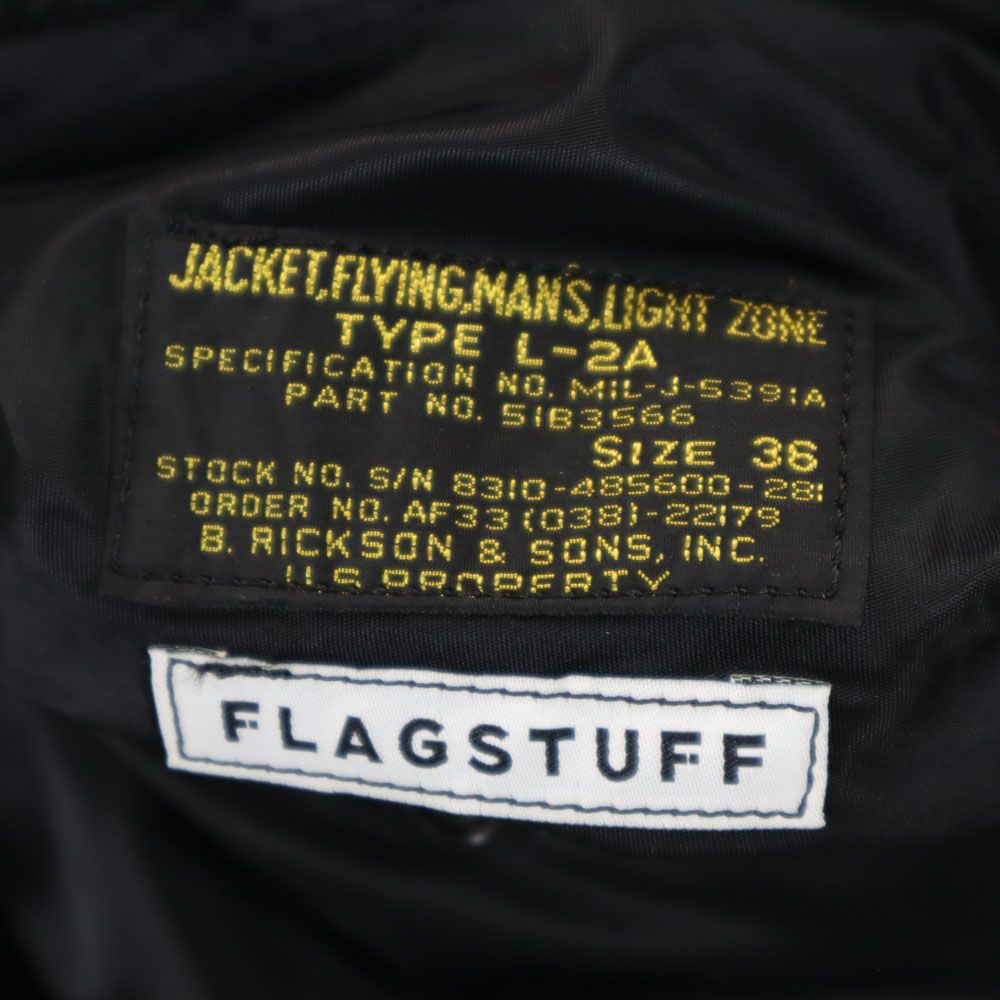 JACKET,FLYING,MAN'S,LIGHT ZONE
TYPE L-2A
SPECIFICATION NO. MIL-J-5391A
PART NO. 51B3566
SIZE 36
STOCK NO. S/N 8310-485600-281
ORDER NO. AF33(038)-22179
B. RICKSON & SONS, INC.
U.S. PROPERTY
FLAGSTUFF